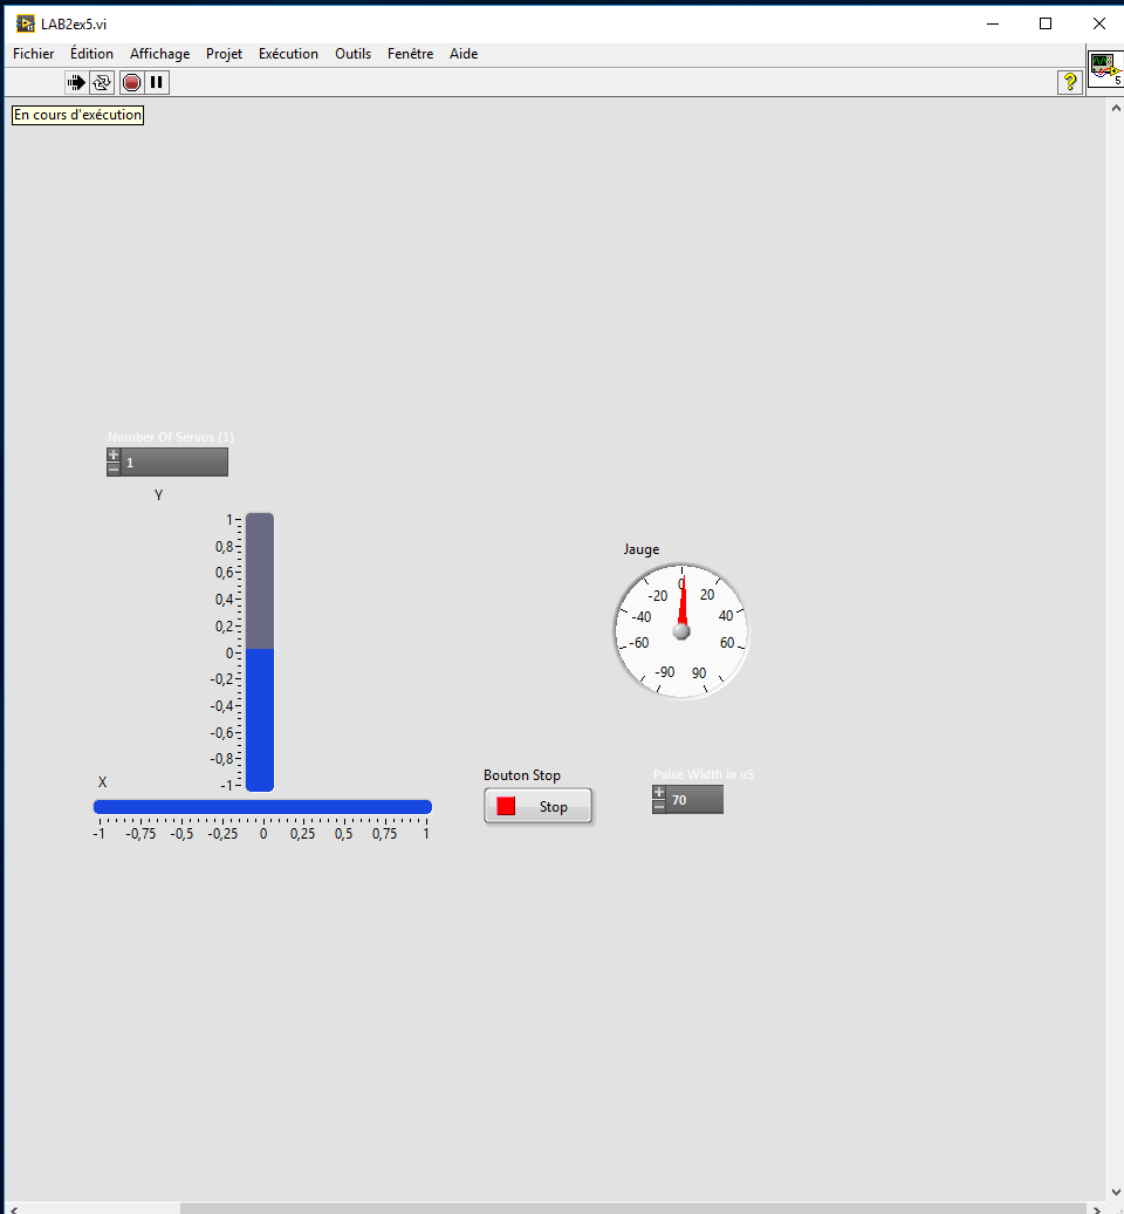 LAB2ex5.vi
Fichier Édition Affichage Projet Exécution Outils Fenêtre Aide
5
En cours d'exécution
Number Of Servos (1)
1
Y
1
0,8
0,6
0,4
0,2
0
-0,2
-0,4
-0,6
-0,8
-1
X
-1 -0,75 -0,5 -0,25 0 0,25 0,5 0,75 1
Jauge
0
-20 20
-40 40
-60 60
-90 90
Bouton Stop
Stop
Pulse Width in uS
70